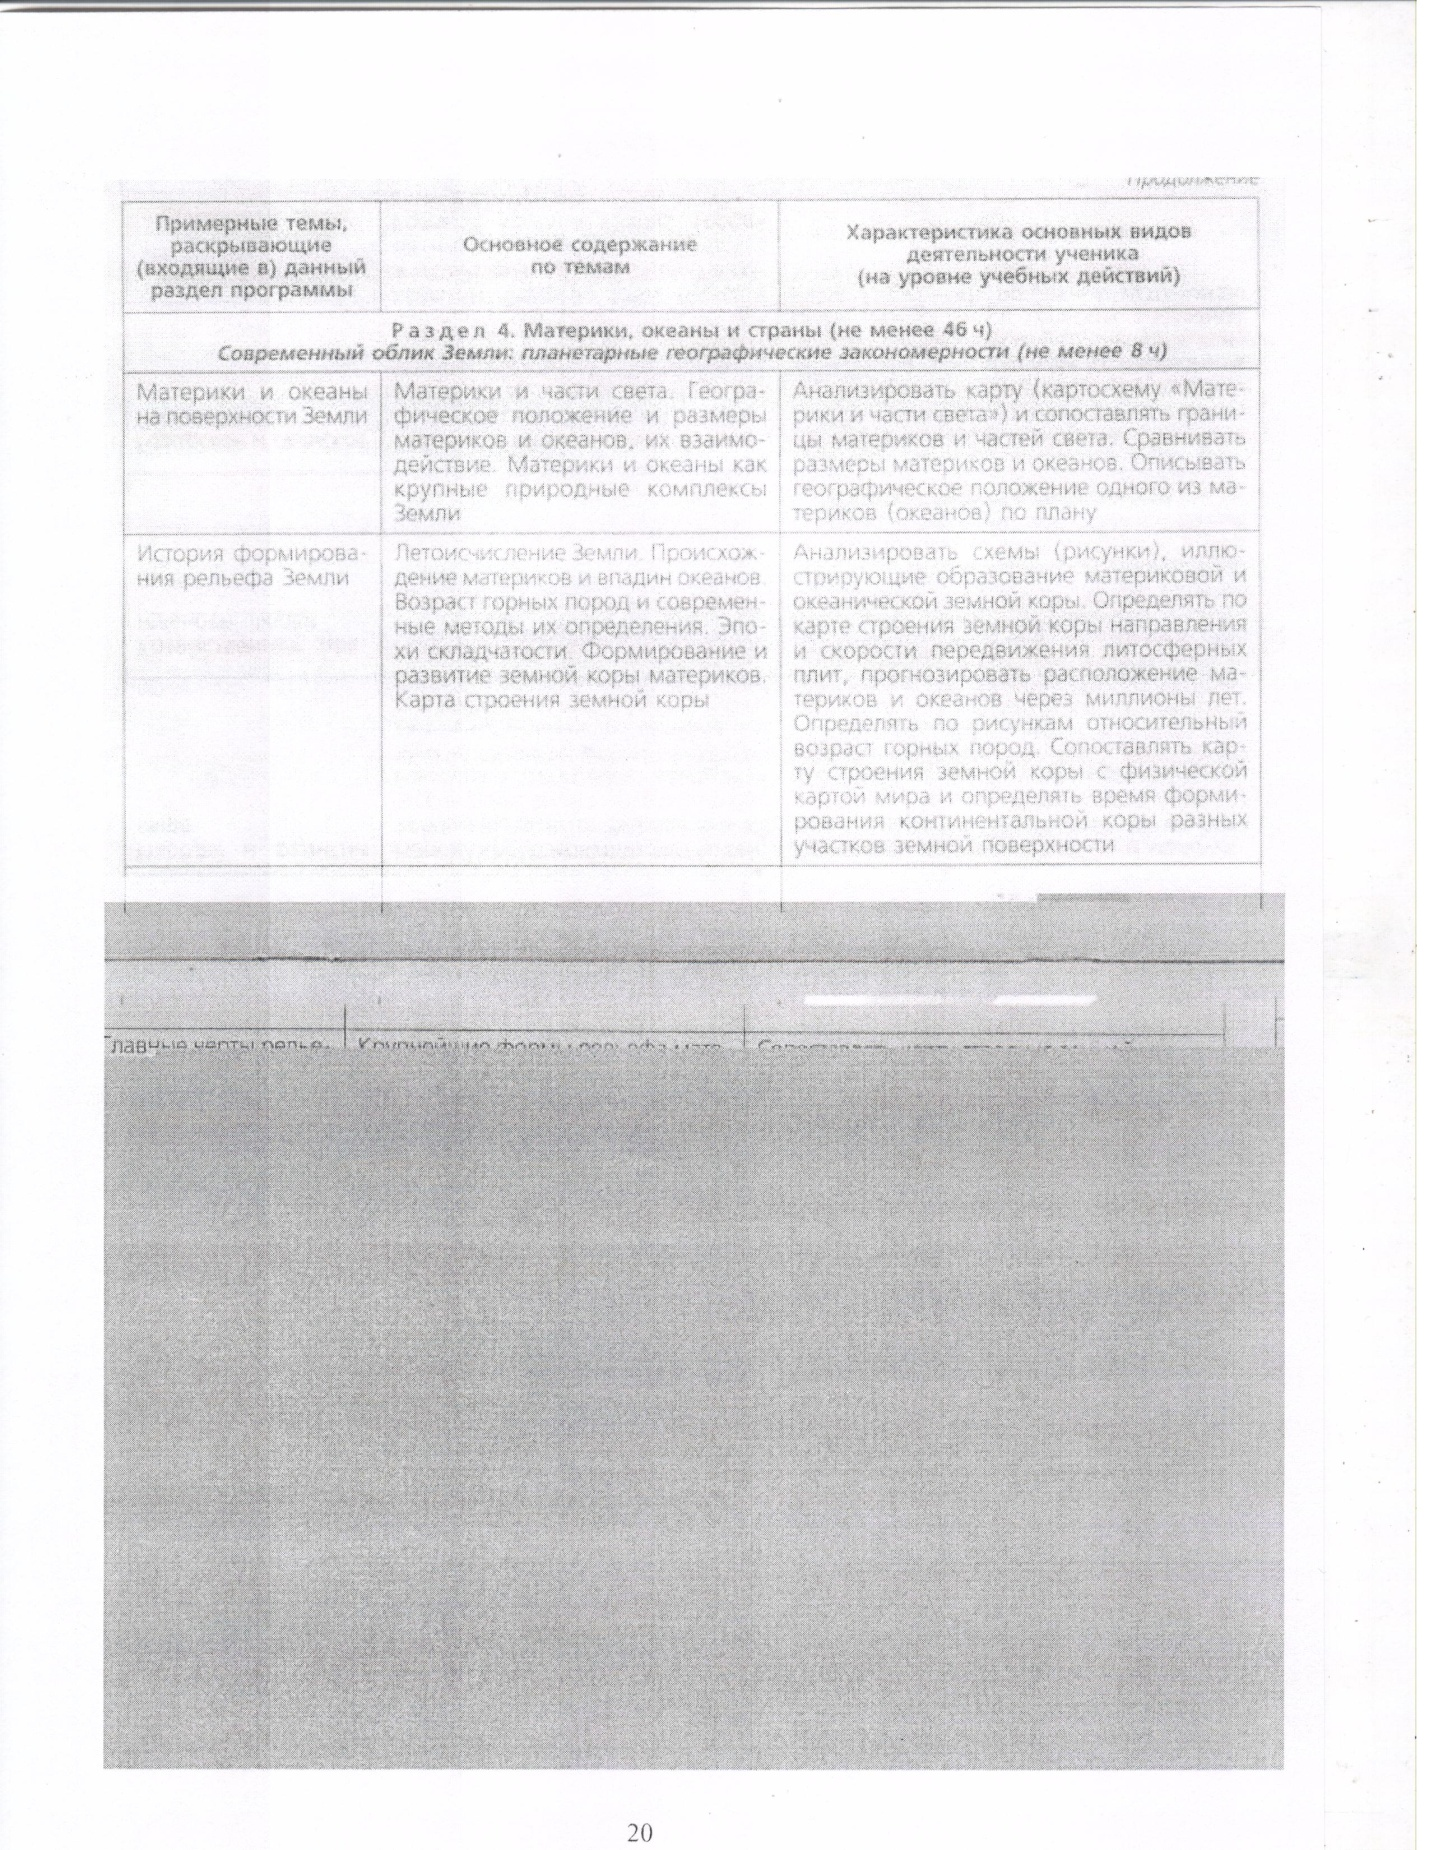 Продолжение
Примерные темы,
раскрывающие
(входящие в) данный
раздел программы
Основное содержание
по темам
Характеристика основных видов
деятельности ученика
(на уровне учебных действий)
Раздел 4. Материки, океаны и страны (не менее 46 ч)
Современный облик Земли: планетарные географические закономерности (не менее 8 ч)
Материки и океаны
на поверхности Земли
Материки и части света. Геогра-
фическое положение и размеры
материков и океанов, их взаимо-
действие. Материки и океаны как
крупные природные комплексы
Земли
Анализировать карту (картосхему «Мате-
рики и части света») и сопоставлять грани-
цы материков и частей света. Сравнивать
размеры материков и океанов. Описывать
географическое положение одного из ма-
териков (океанов) по плану
История формирова-
ния рельефа Земли
Летоисчисление Земли. Происхож-
дение материков и впадин океанов.
Возраст горных пород и современ-
ные методы их определения. Эпо-
хи складчатости. Формирование и
развитие земной коры материков.
Карта строения земной коры
Анализировать схемы (рисунки), иллю-
стрирующие образование материковой и
океанической земной коры. Определять по
карте строения земной коры направления
и скорости передвижения литосферных
плит, прогнозировать расположение ма-
териков и океанов через миллионы лет.
Определять по рисункам относительный
возраст горных пород. Сопоставлять кар-
ту строения земной коры с физической
картой мира и определять время форми-
рования континентальной коры разных
участков земной поверхности
Главные черты релье-
Крупнейшие формы рельефа мате-
20